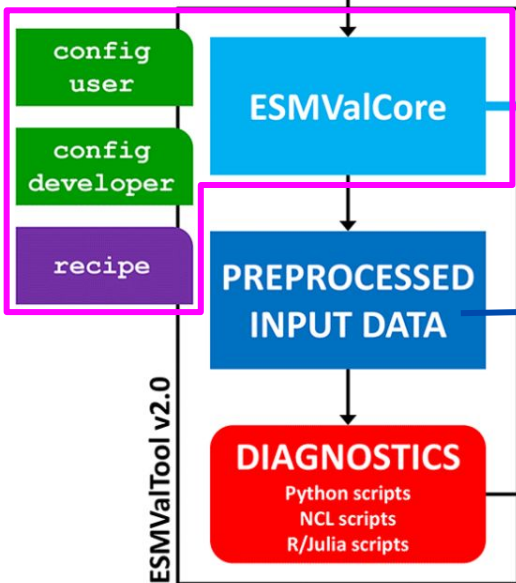 config
user
ESMValCore
config
developer
recipe
PREPROCESSED
INPUT DATA
ESMValTool v2.0
DIAGNOSTICS
Python scripts
NCL scripts
R/Julia scripts